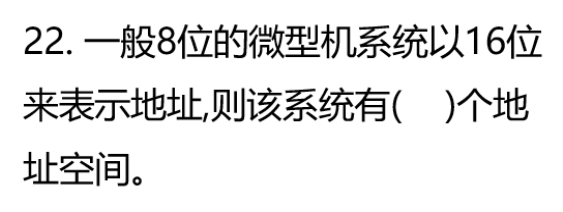 22. 一般8位的微型机系统以16位
来表示地址,则该系统有(    )个地
址空间。